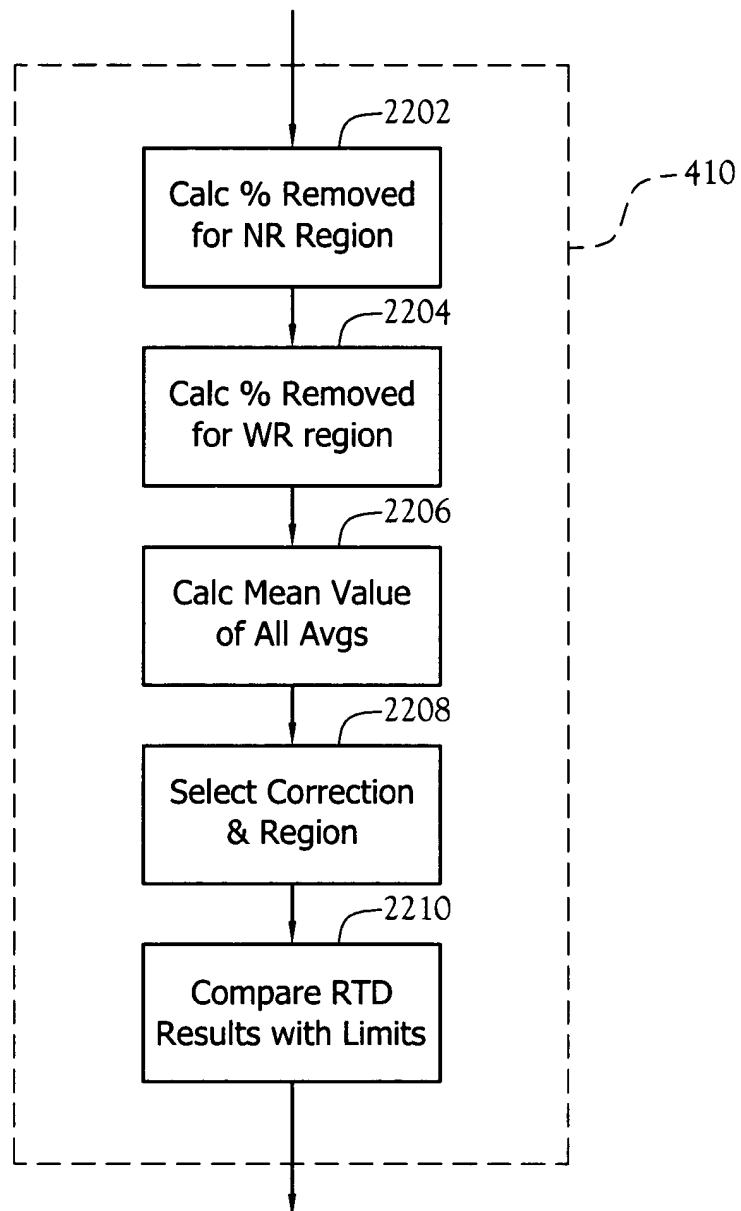 2202
Calc % Removed
for NR Region
410
2204
Calc % Removed
for WR region
2206
Calc Mean Value
of All Avgs
2208
Select Correction
& Region
2210
Compare RTD
Results with Limits